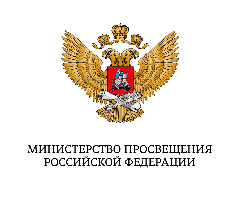 МИНИСТЕРСТВО ПРОСВЕЩЕНИЯ
РОССИЙСКОЙ ФЕДЕРАЦИИ